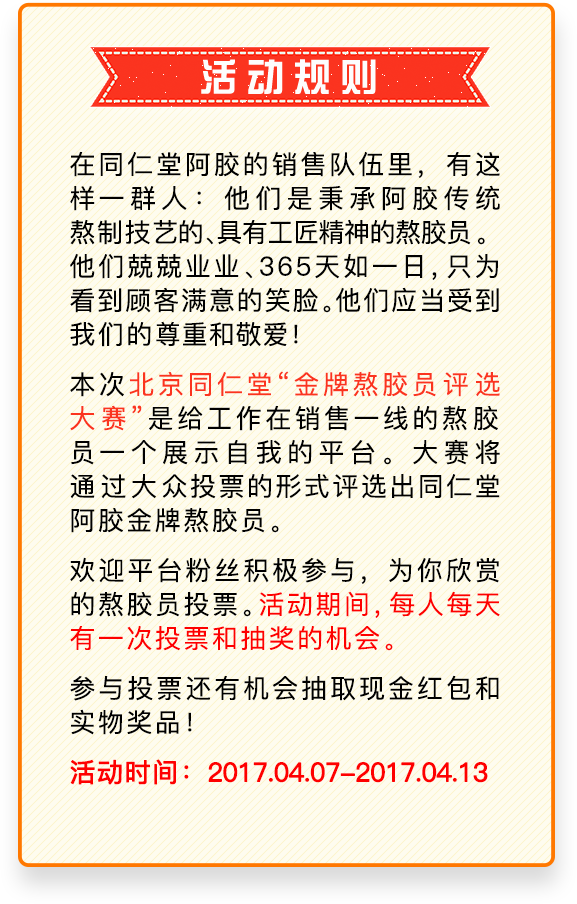 活动规则
在同仁堂阿胶的销售队伍里，有这
样一群人：他们是秉承阿胶传统
熬制技艺的、具有工匠精神的熬胶员。
他们兢兢业业、365天如一日，只为
看到顾客满意的笑脸。他们应当受到
我们的尊重和敬爱！
本次北京同仁堂“金牌熬胶员评选
大赛”是给工作在销售一线的熬胶
员一个展示自我的平台。大赛将
通过大众投票的形式评选出同仁堂
阿胶金牌熬胶员。
欢迎平台粉丝积极参与，为你欣赏
的熬胶员投票。活动期间，每人每天
有一次投票和抽奖的机会。
参与投票还有机会抽取现金红包和
实物奖品！
活动时间：2017.04.07-2017.04.13